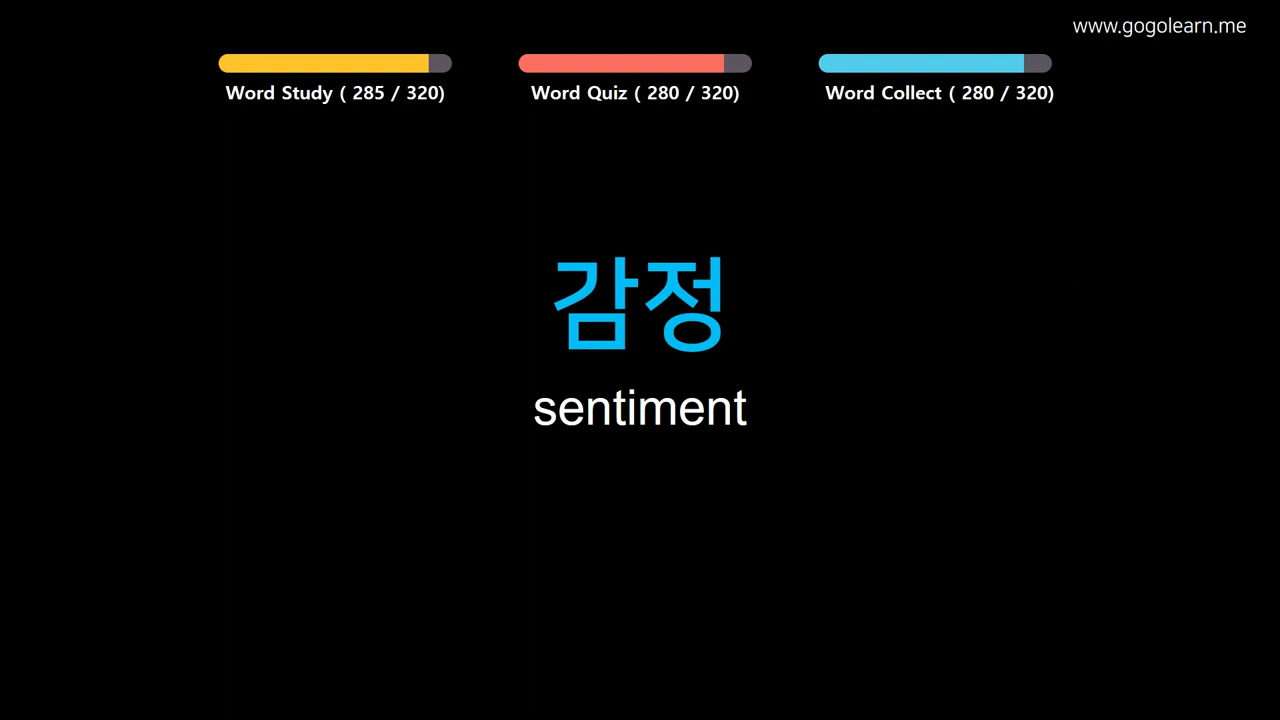 www.gogolearn.me
Word Study ( 285 / 320)
Word Quiz ( 280 / 320)
Word Collect ( 280 / 320)
감정
sentiment